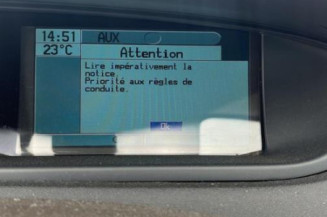 14:51 AUX
23°C Attention
Lire impérativement la
notice.
Priorité aux règles de
conduite.
Ok